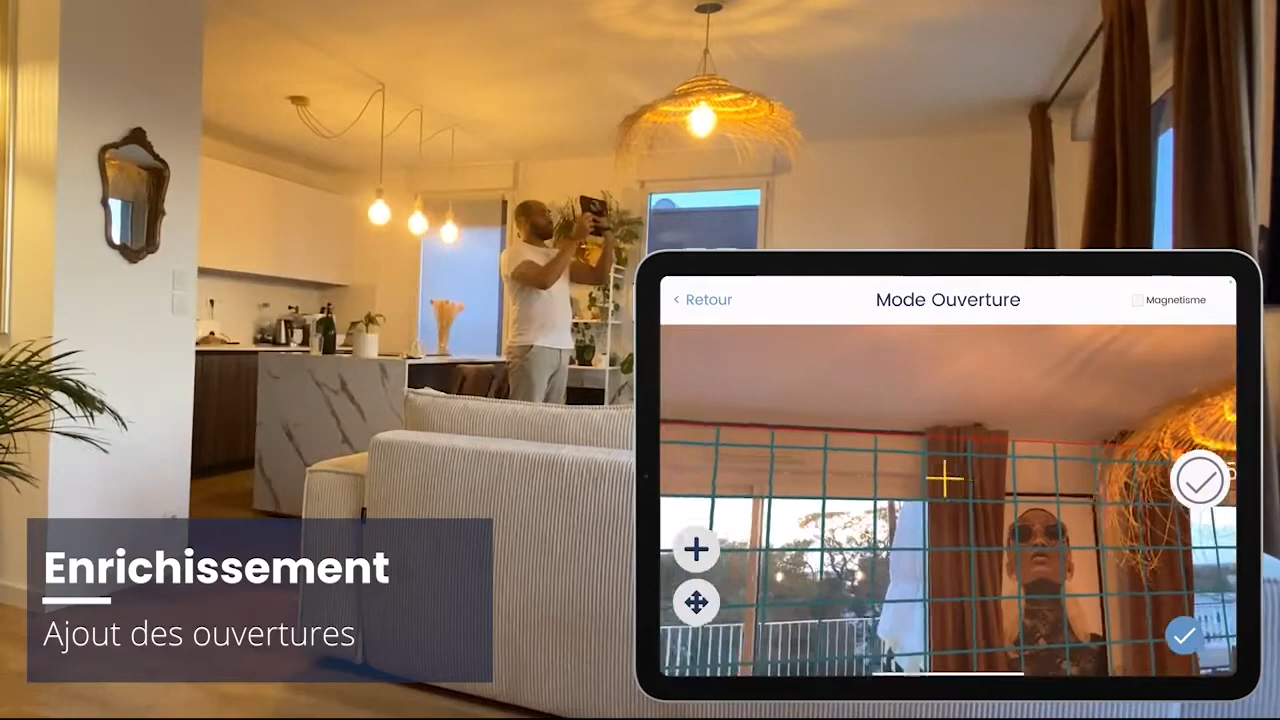 < Retour
Mode Ouverture
Magnetisme
Enrichissement
Ajout des ouvertures